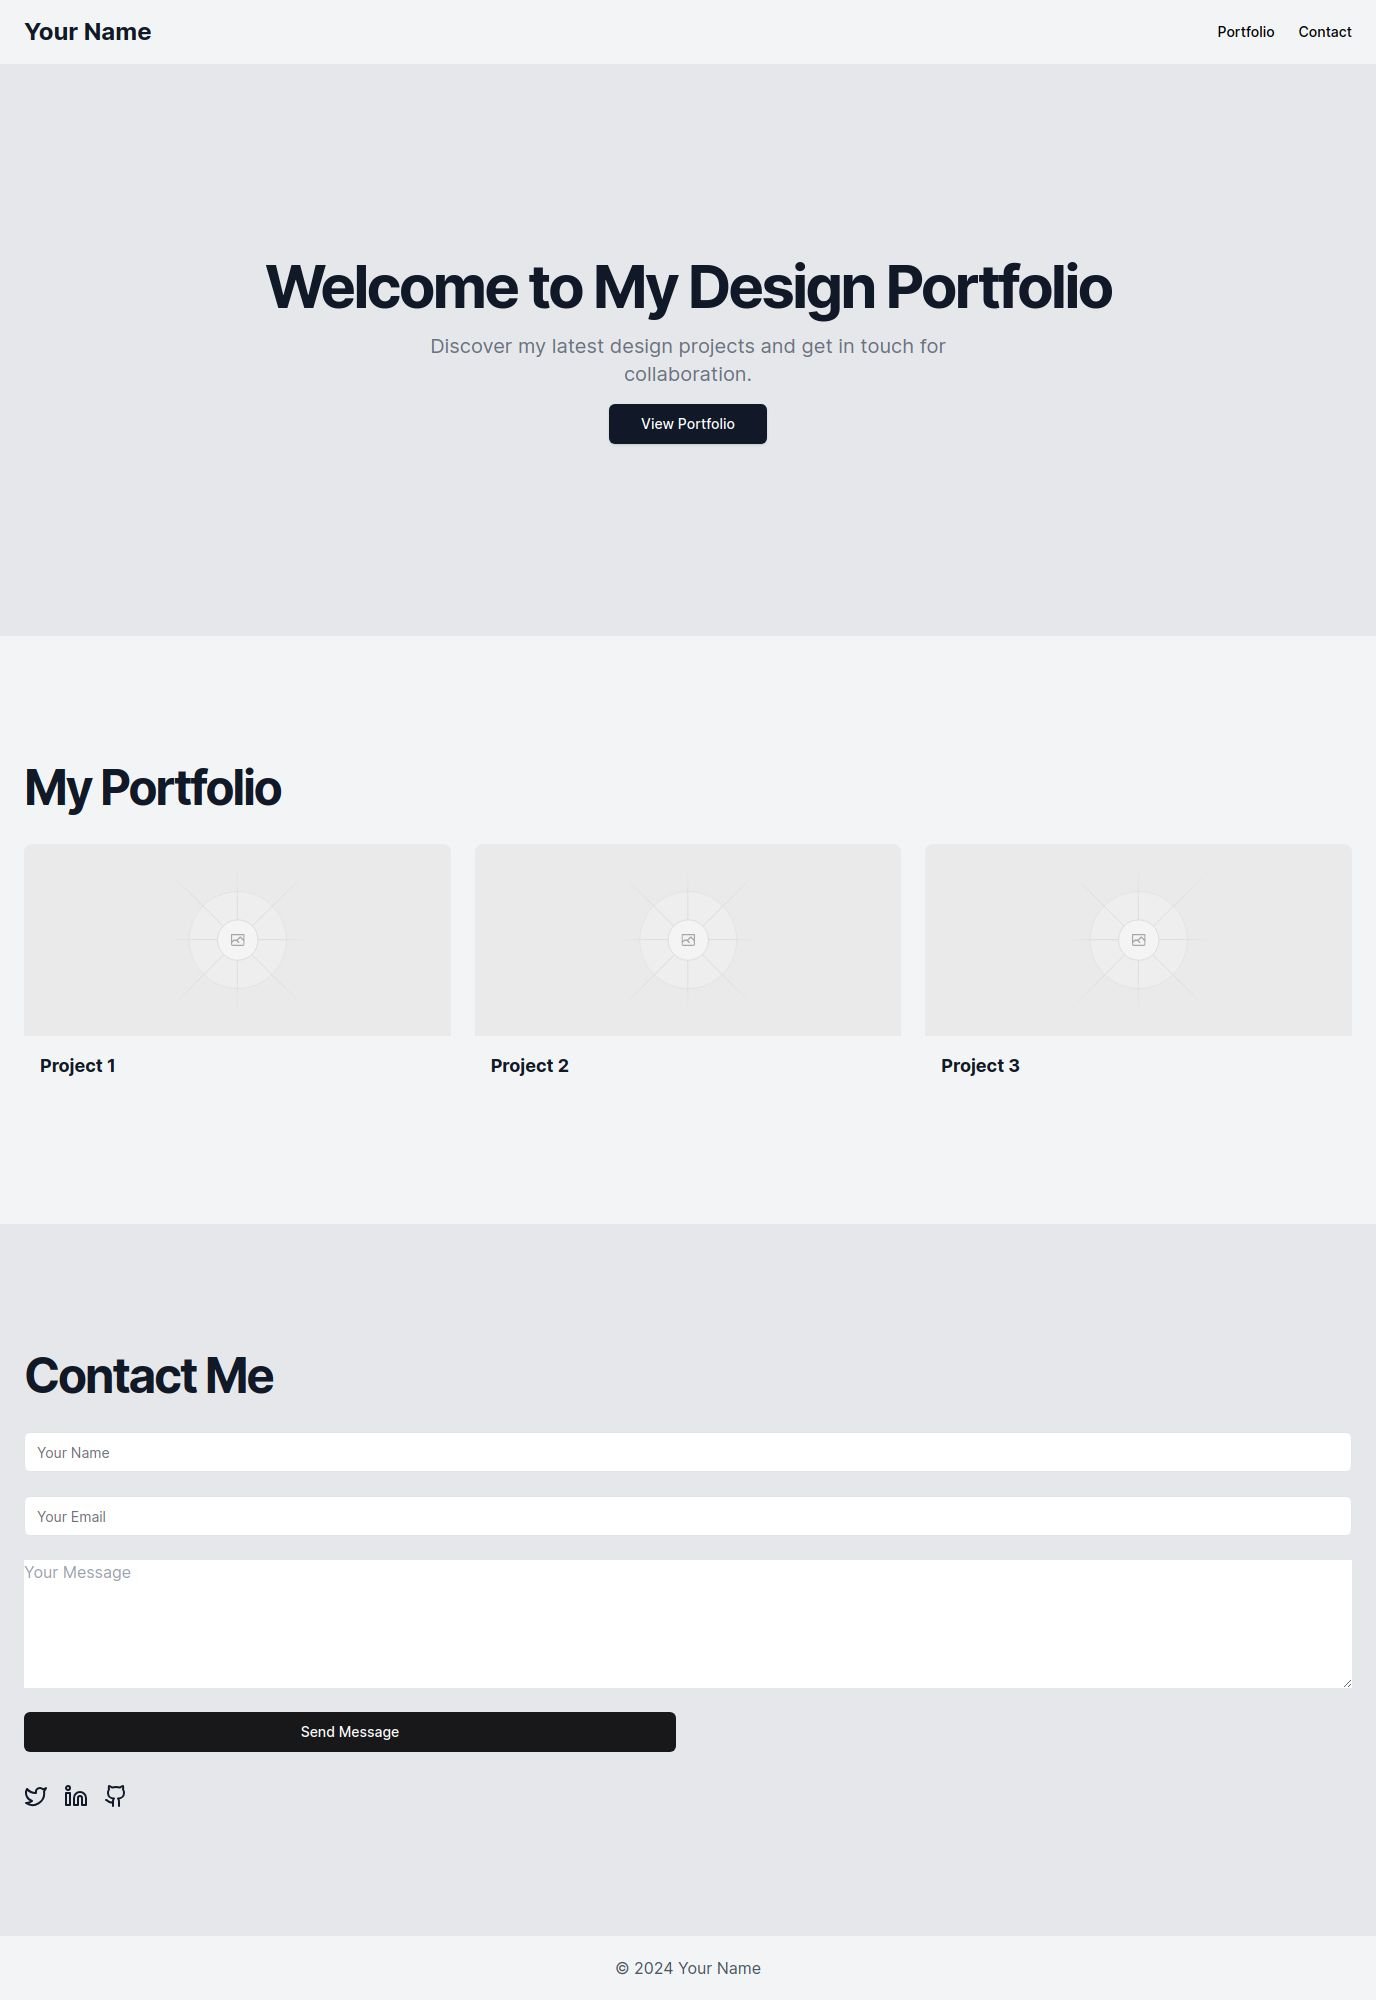 Your Name
Portfolio
Contact
Welcome to My Design Portfolio
Discover my latest design projects and get in touch for
collaboration.
View Portfolio
My Portfolio
Project 1
Project 2
Project 3
Contact Me
Your Name
Your Email
Your Message
Send Message
© 2024 Your Name